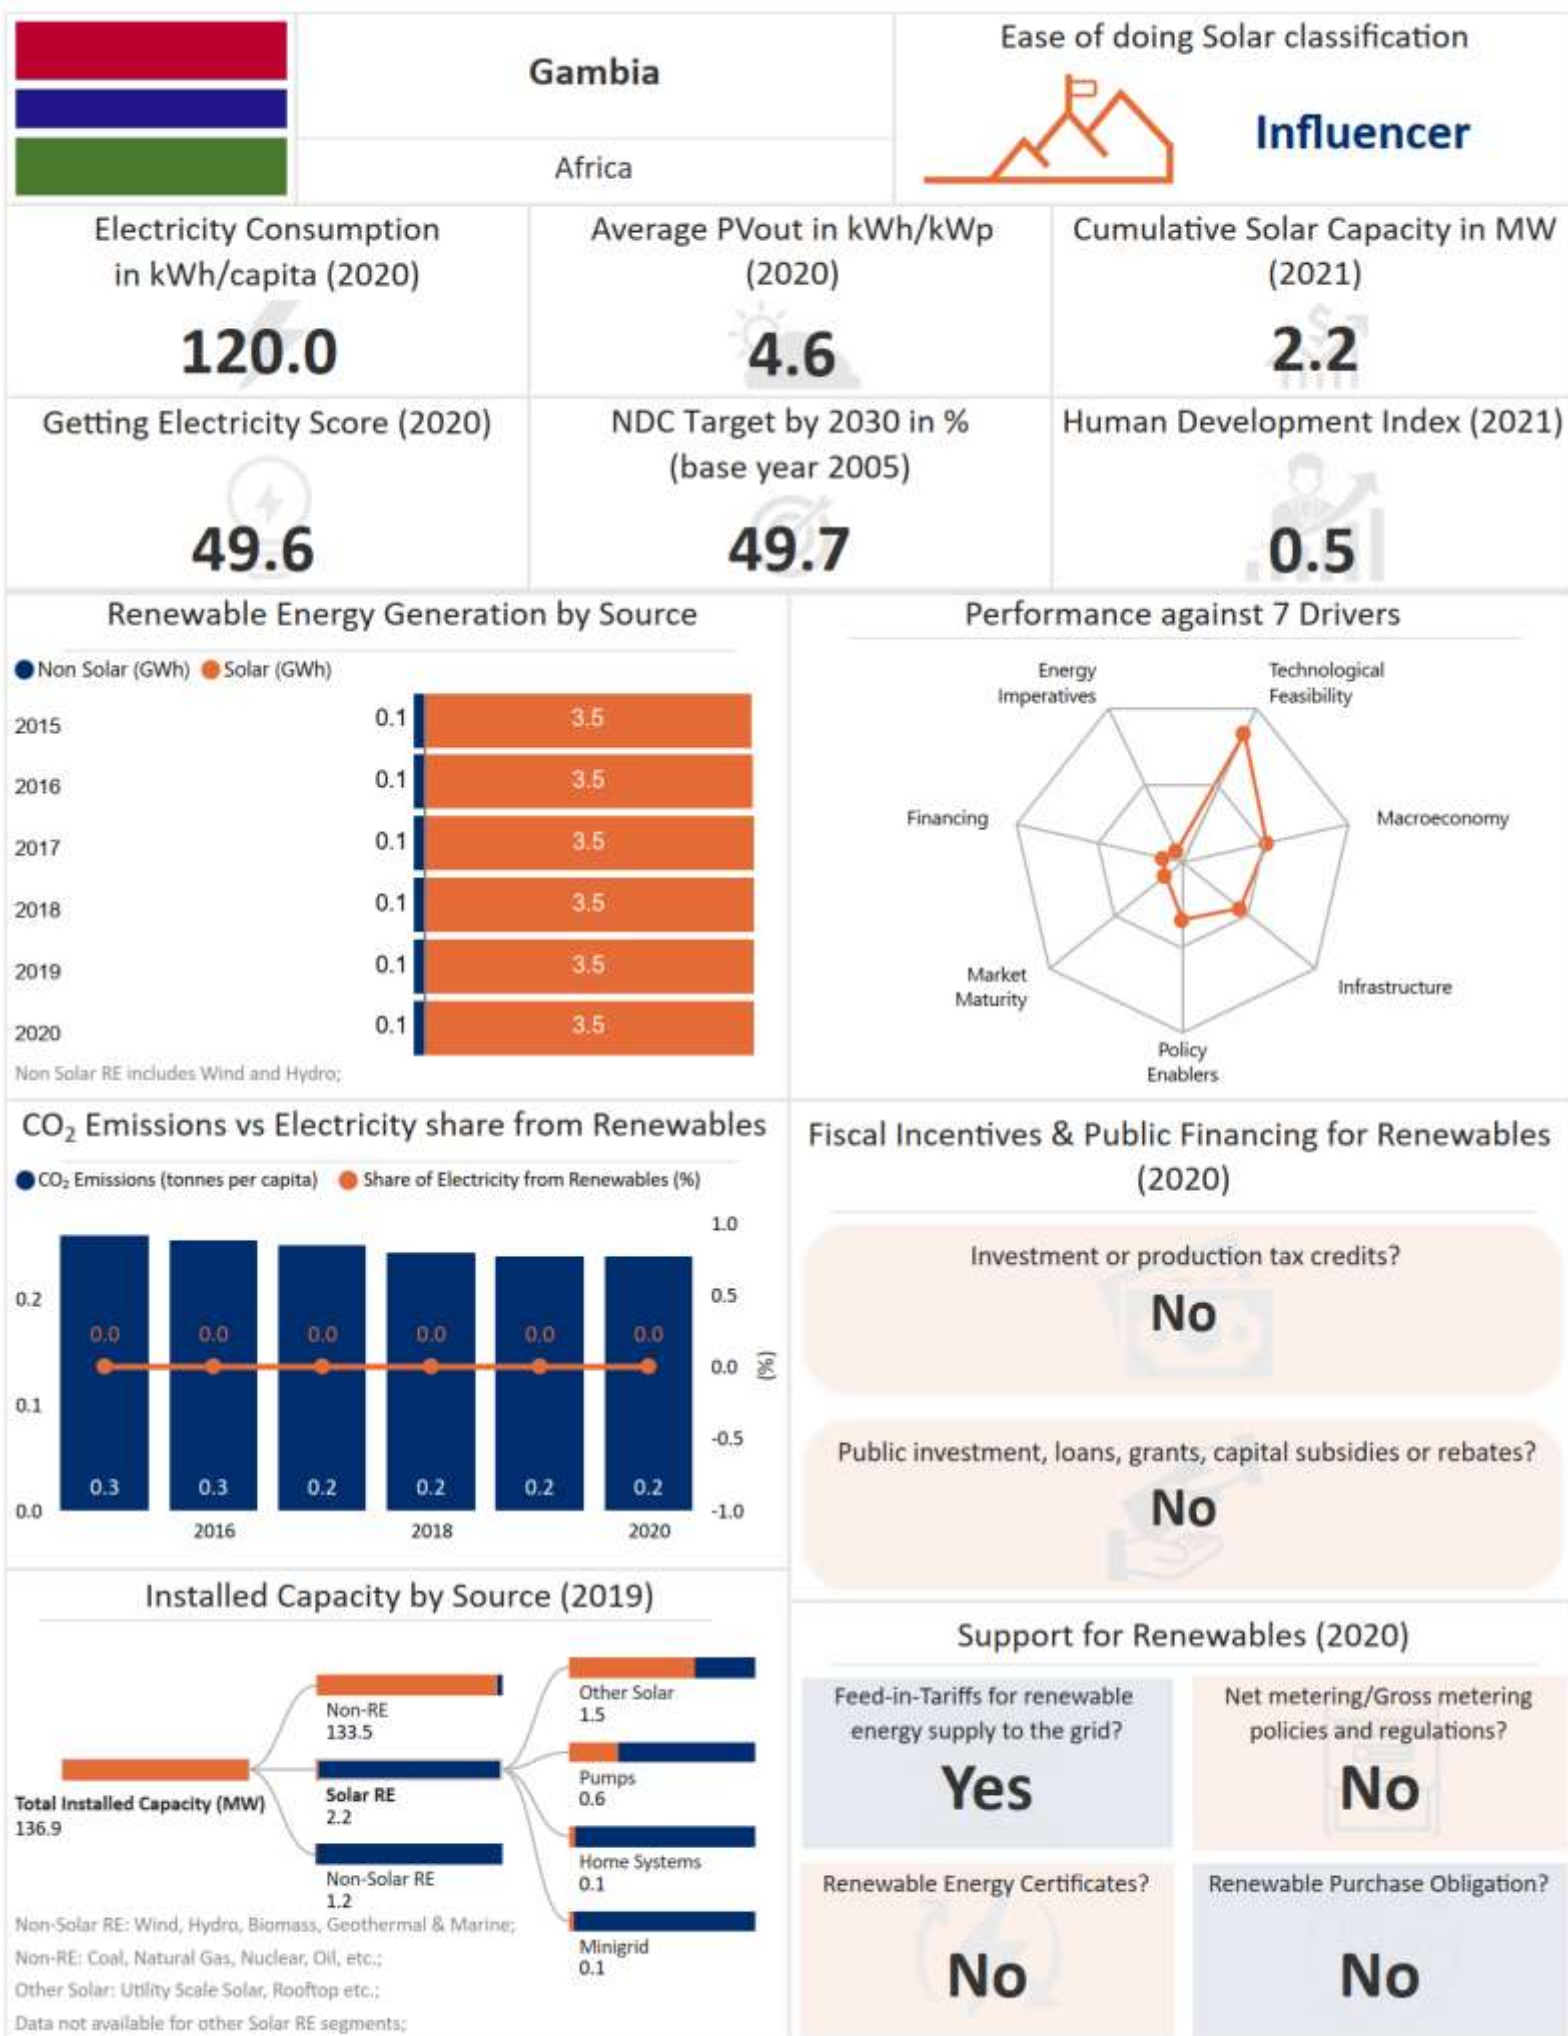 Gambia
Africa
Ease of doing Solar classification
Influencer
Electricity Consumption
in kWh/capita (2020)
120.0
Average PVout in kWh/kWp
(2020)
4.6
Cumulative Solar Capacity in MW
(2021)
2.2
Getting Electricity Score (2020)
49.6
NDC Target by 2030 in %
(base year 2005)
49.7
Human Development Index (2021)
0.5
Renewable Energy Generation by Source
Non Solar (GWh) Solar (GWh)
2015 0.1 3.5
2016 0.1 3.5
2017 0.1 3.5
2018 0.1 3.5
2019 0.1 3.5
2020 0.1 3.5
Non Solar RE includes Wind and Hydro;
Performance against 7 Drivers
Energy
Imperatives
Technological
Feasibility
Financing
Macroeconomy
Market
Maturity
Infrastructure
Policy
Enablers
CO₂ Emissions vs Electricity share from Renewables
CO₂ Emissions (tonnes per capita) Share of Electricity from Renewables (%)
1.0
0.2 0.5
0.0 0.0 0.0 0.0 0.0 0.0
0.0 (%)
0.1
-0.5
0.3 0.3 0.2 0.2 0.2 0.2
0.0 -1.0
2016 2018 2020
Fiscal Incentives & Public Financing for Renewables
(2020)
Investment or production tax credits?
No
Public investment, loans, grants, capital subsidies or rebates?
No
Installed Capacity by Source (2019)
Total Installed Capacity (MW)
136.9
Non-RE
133.5
Solar RE
2.2
Non-Solar RE
1.2
Other Solar
1.5
Pumps
0.6
Home Systems
0.1
Minigrid
0.1
Non-Solar RE: Wind, Hydro, Biomass, Geothermal & Marine;
Non-RE: Coal, Natural Gas, Nuclear, Oil, etc.;
Other Solar: Utility Scale Solar, Rooftop etc.;
Data not available for other Solar RE segments;
Support for Renewables (2020)
Feed-in-Tariffs for renewable
energy supply to the grid?
Yes
Net metering/Gross metering
policies and regulations?
No
Renewable Energy Certificates?
No
Renewable Purchase Obligation?
No